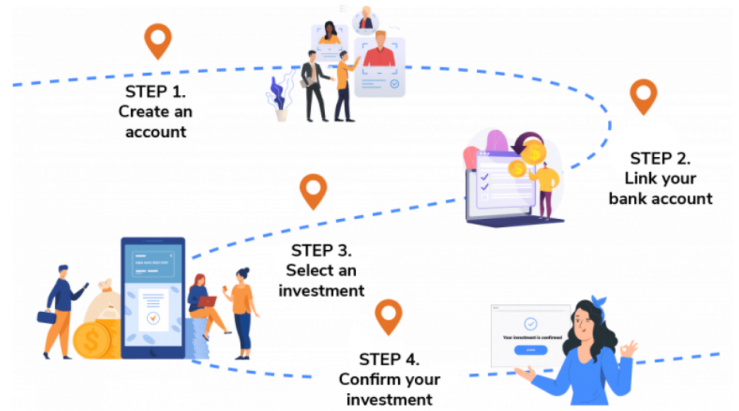 STEP 1.
Create an
account
STEP 2.
Link your
bank account
STEP 3.
Select an
investment
STEP 4.
Confirm your
investment
Your investment is confirmed!